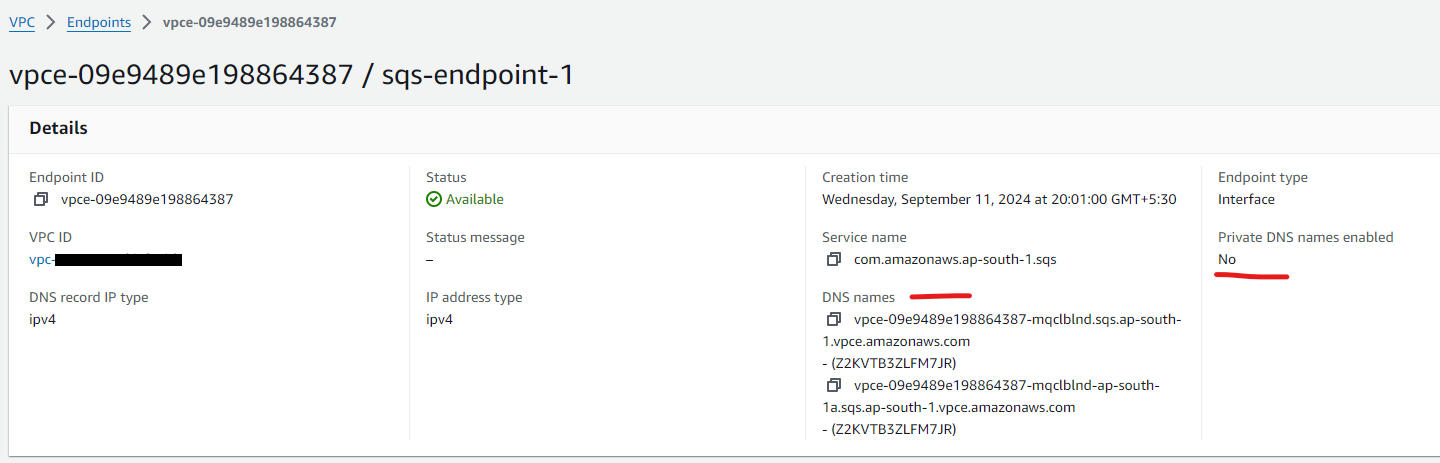 VPC > Endpoints > vpce-09e9489e198864387
vpce-09e9489e198864387 / sqs-endpoint-1
Details
Endpoint ID
vpce-09e9489e198864387
VPC ID
vpc-
DNS record IP type
ipv4
Status
Available
Status message
–
IP address type
ipv4
Creation time
Wednesday, September 11, 2024 at 20:01:00 GMT+5:30
Service name
com.amazonaws.ap-south-1.sqs
DNS names
vpce-09e9489e198864387-mqclblnd.sqs.ap-south-
1.vpce.amazonaws.com
- (Z2KVTB3ZLFM7JR)
vpce-09e9489e198864387-mqclblnd-ap-south-
1a.sqs.ap-south-1.vpce.amazonaws.com
- (Z2KVTB3ZLFM7JR)
Endpoint type
Interface
Private DNS names enabled
No